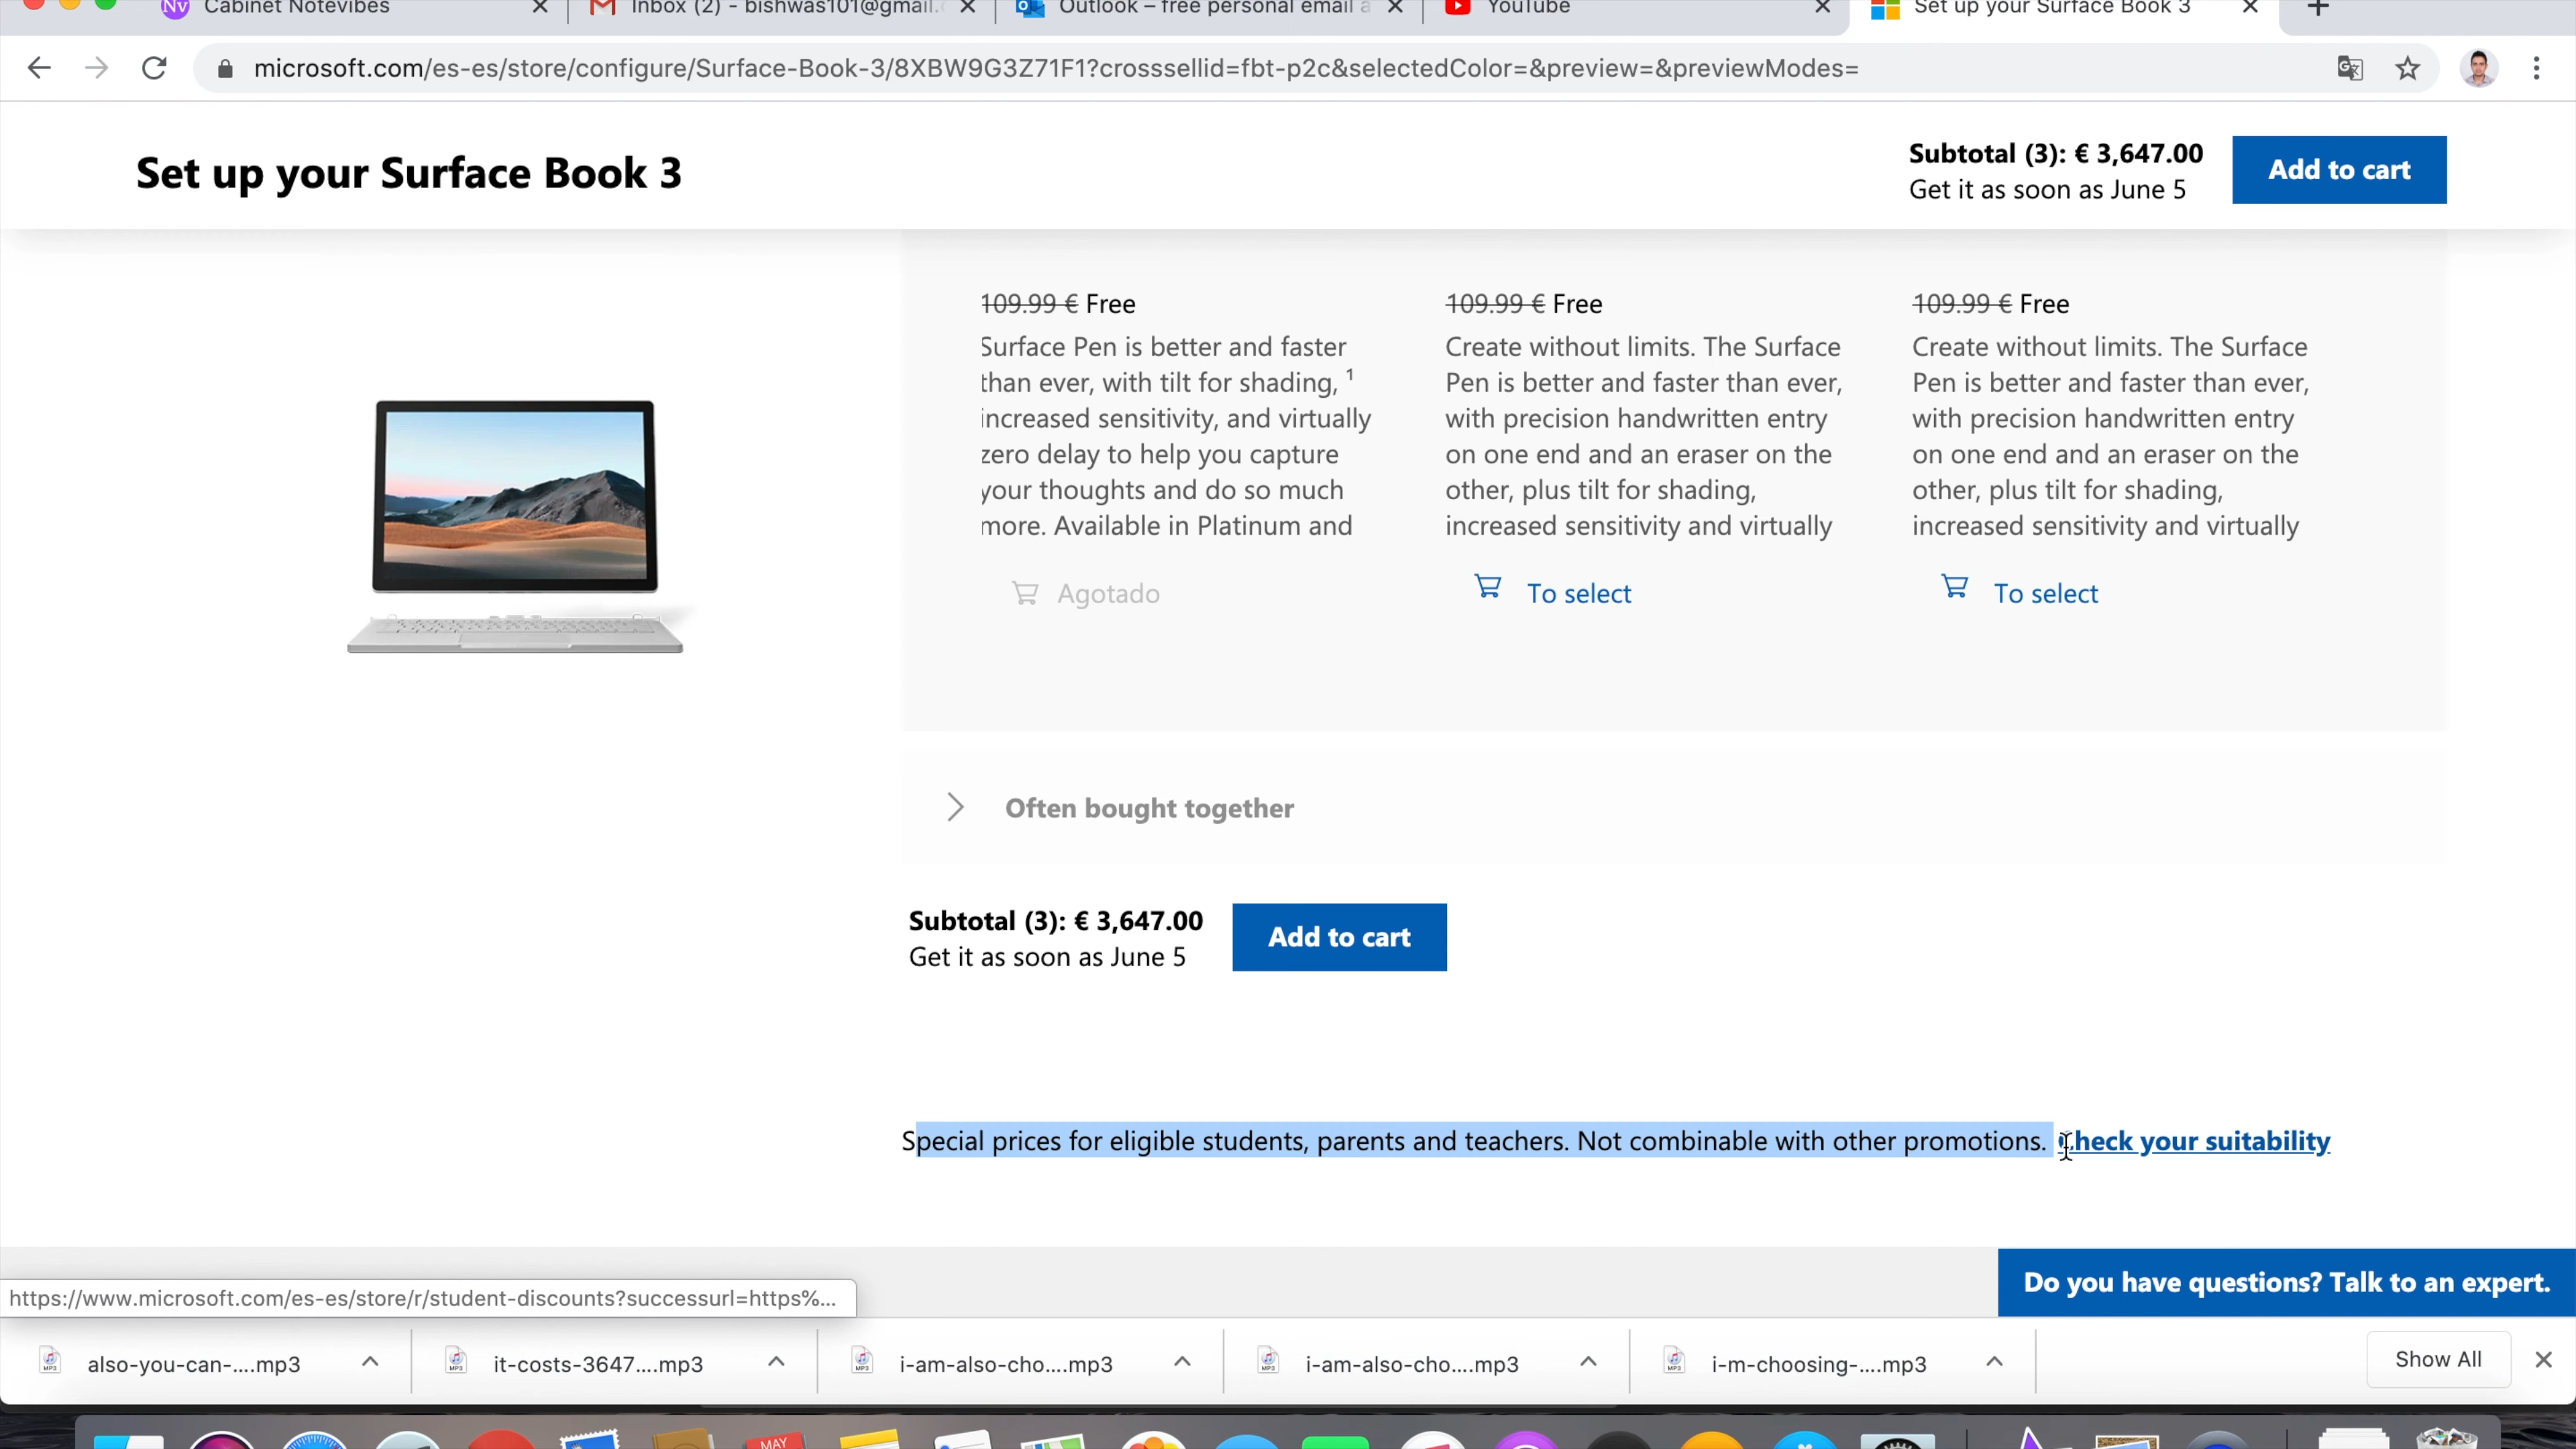 Cabinet Notevibes
Inbox (2) - bishwas101@gmail.
Outlook – free personal email a
YouTube
Set up your Surface Book 3
microsoft.com/es-es/store/configure/Surface-Book-3/8XBW9G3Z71F1?crosssellid=fbt-p2c&selectedColor=&preview=&previewModes=
Set up your Surface Book 3
Subtotal (3): € 3,647.00
Get it as soon as June 5
Add to cart
109.99 € Free
Surface Pen is better and faster
than ever, with tilt for shading, 1
increased sensitivity, and virtually
zero delay to help you capture
your thoughts and do so much
more. Available in Platinum and
Agotado
109.99 € Free
Create without limits. The Surface
Pen is better and faster than ever,
with precision handwritten entry
on one end and an eraser on the
other, plus tilt for shading,
increased sensitivity and virtually
To select
109.99 € Free
Create without limits. The Surface
Pen is better and faster than ever,
with precision handwritten entry
on one end and an eraser on the
other, plus tilt for shading,
increased sensitivity and virtually
To select
Often bought together
Subtotal (3): € 3,647.00
Get it as soon as June 5
Add to cart
Special prices for eligible students, parents and teachers. Not combinable with other promotions. Check your suitability
Do you have questions? Talk to an expert.
https://www.microsoft.com/es-es/store/r/student-discounts?successurl=https%...
also-you-can-....mp3
it-costs-3647....mp3
i-am-also-cho....mp3
i-am-also-cho....mp3
i-m-choosing-....mp3
Show All
MAY